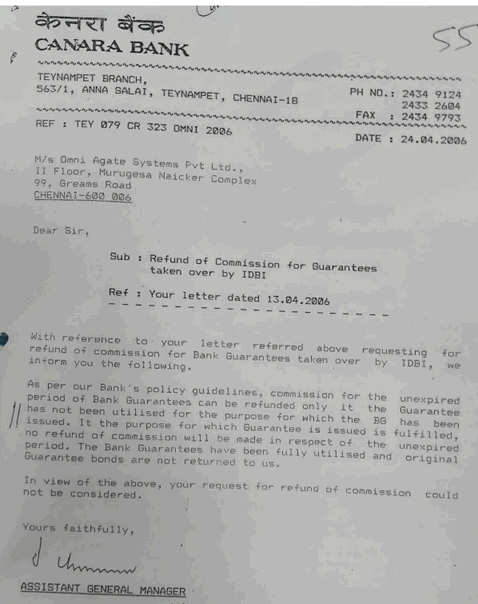 55
केनरा बैंक
CANARA BANK
TEYNAMPET BRANCH,
563/1, ANNA SALAI, TEYNAMPET, CHENNAI-18
PH NO.: 2434 9124
2433 2604
FAX : 2434 9793
REF : TEY 079 CR 323 OMNI 2006
DATE : 24.04.2006
M/s Omni Agate Systems Pvt Ltd.,
II Floor, Murugesa Naicker Complex
99, Greams Road
CHENNAI-600 006
Dear Sir,
Sub : Refund of Commission for Guarantees
taken over by IDBI
Ref : Your letter dated 13.04.2006
With reference to your letter referred above requesting for
refund of commission for Bank Guarantees taken over by IDBI, we
inform you the following.
As per our Bank's policy guidelines, commission for the unexpired
period of Bank Guarantees can be refunded only it the Guarantee
has not been utilised for the purpose for which the BG has been
issued. It the purpose for which Guarantee is issued is fulfilled,
no refund of commission will be made in respect of the unexpired
period. The Bank Guarantees have been fully utilised and original
Guarantee bonds are not returned to us.
In view of the above, your request for refund of commission could
not be considered.
Yours faithfully,
ASSISTANT GENERAL MANAGER